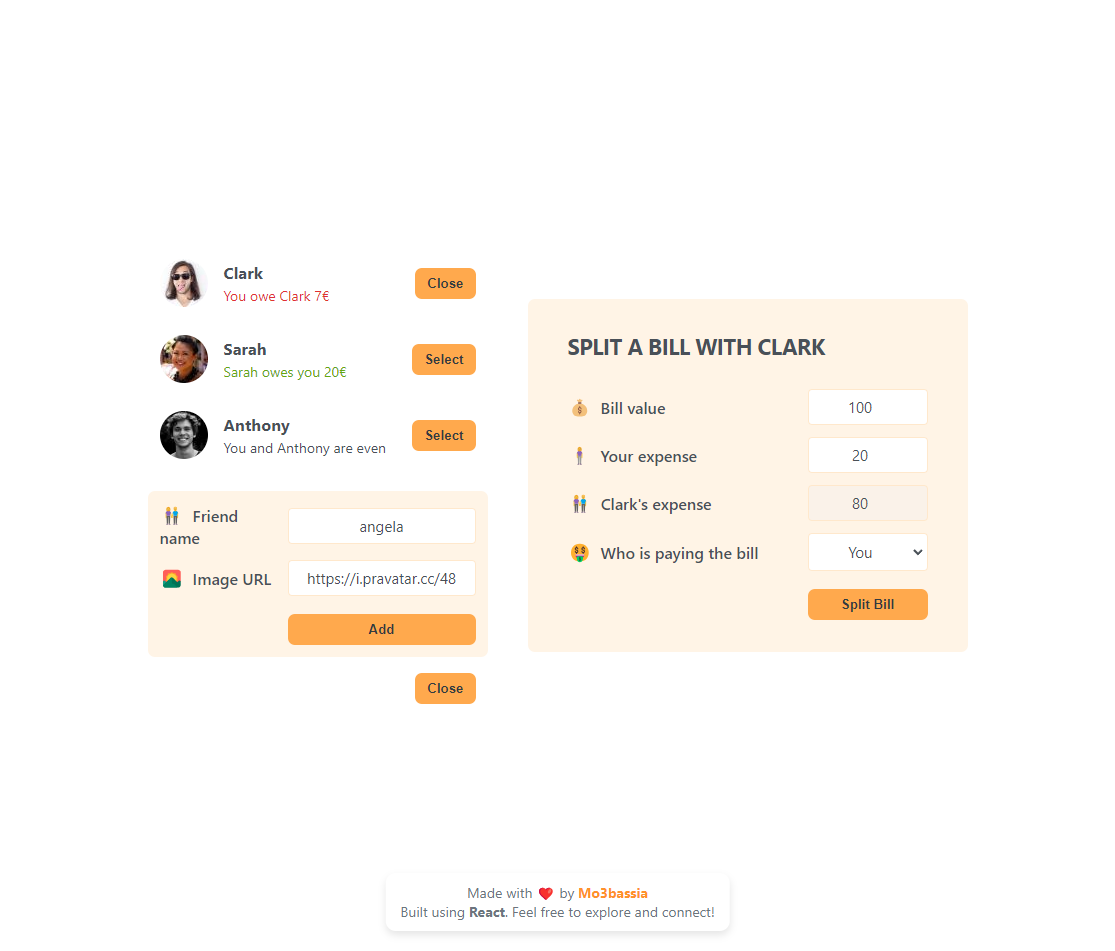 Clark
You owe Clark 7€
Close
Sarah
Sarah owes you 20€
Select
Anthony
You and Anthony are even
Select
Friend
name
angela
Image URL
https://i.pravatar.cc/48
Add
Close
SPLIT A BILL WITH CLARK
Bill value
100
Your expense
20
Clark's expense
80
Who is paying the bill
You
Split Bill
Made with ❤️ by Mo3bassia
Built using React. Feel free to explore and connect!